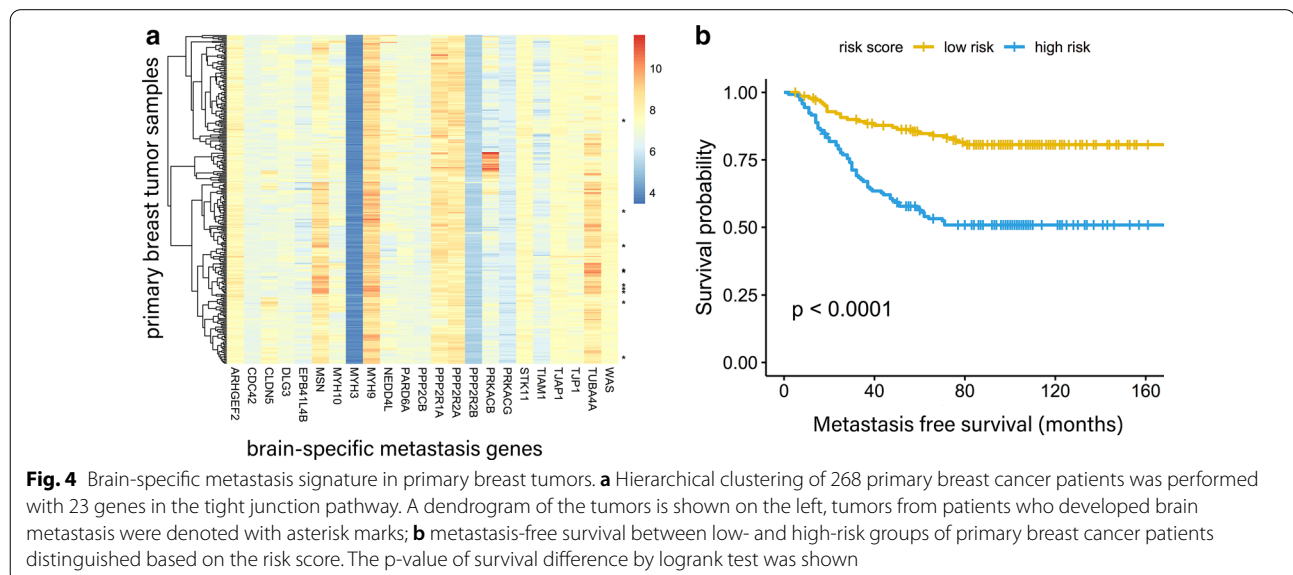 a
primary breast tumor samples
10
8
6
4
*
*
*
*
*
*
*
*
ARHGEF2
CDC42
CLDN5
DLG3
EPB41L4B
MSN
MYH10
MYH3
MYH9
NEDD4L
PARD6A
PPP2CB
PPP2R1A
PPP2R2A
PPP2R2B
PRKACB
PRKACG
STK11
TIAM1
TJAP1
TJP1
TUBA4A
WAS
brain-specific metastasis genes
b
risk score low risk high risk
Survival probability
1.00
0.75
0.50
0.25
0.00
p < 0.0001
0 40 80 120 160
Metastasis free survival (months)
Fig. 4 Brain-specific metastasis signature in primary breast tumors. a Hierarchical clustering of 268 primary breast cancer patients was performed
with 23 genes in the tight junction pathway. A dendrogram of the tumors is shown on the left, tumors from patients who developed brain
metastasis were denoted with asterisk marks; b metastasis-free survival between low- and high-risk groups of primary breast cancer patients
distinguished based on the risk score. The p-value of survival difference by logrank test was shown